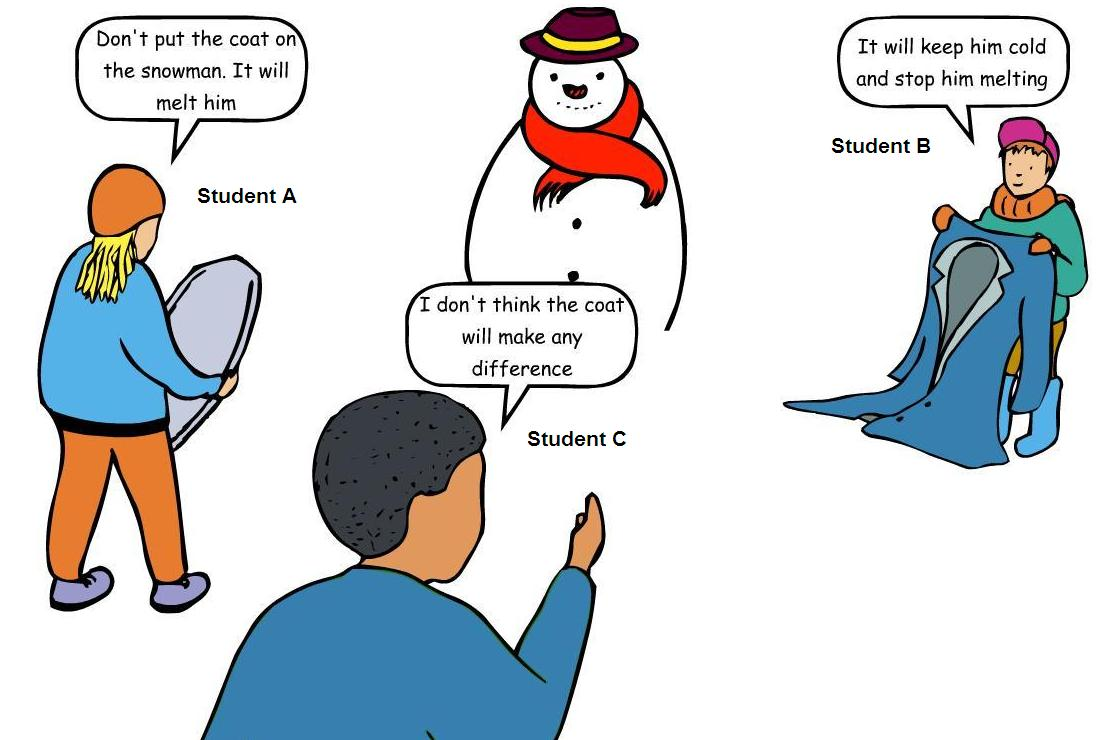 Don't put the coat on
the snowman. It will
melt him
Student A
It will keep him cold
and stop him melting
Student B
I don't think the coat
will make any
difference
Student C